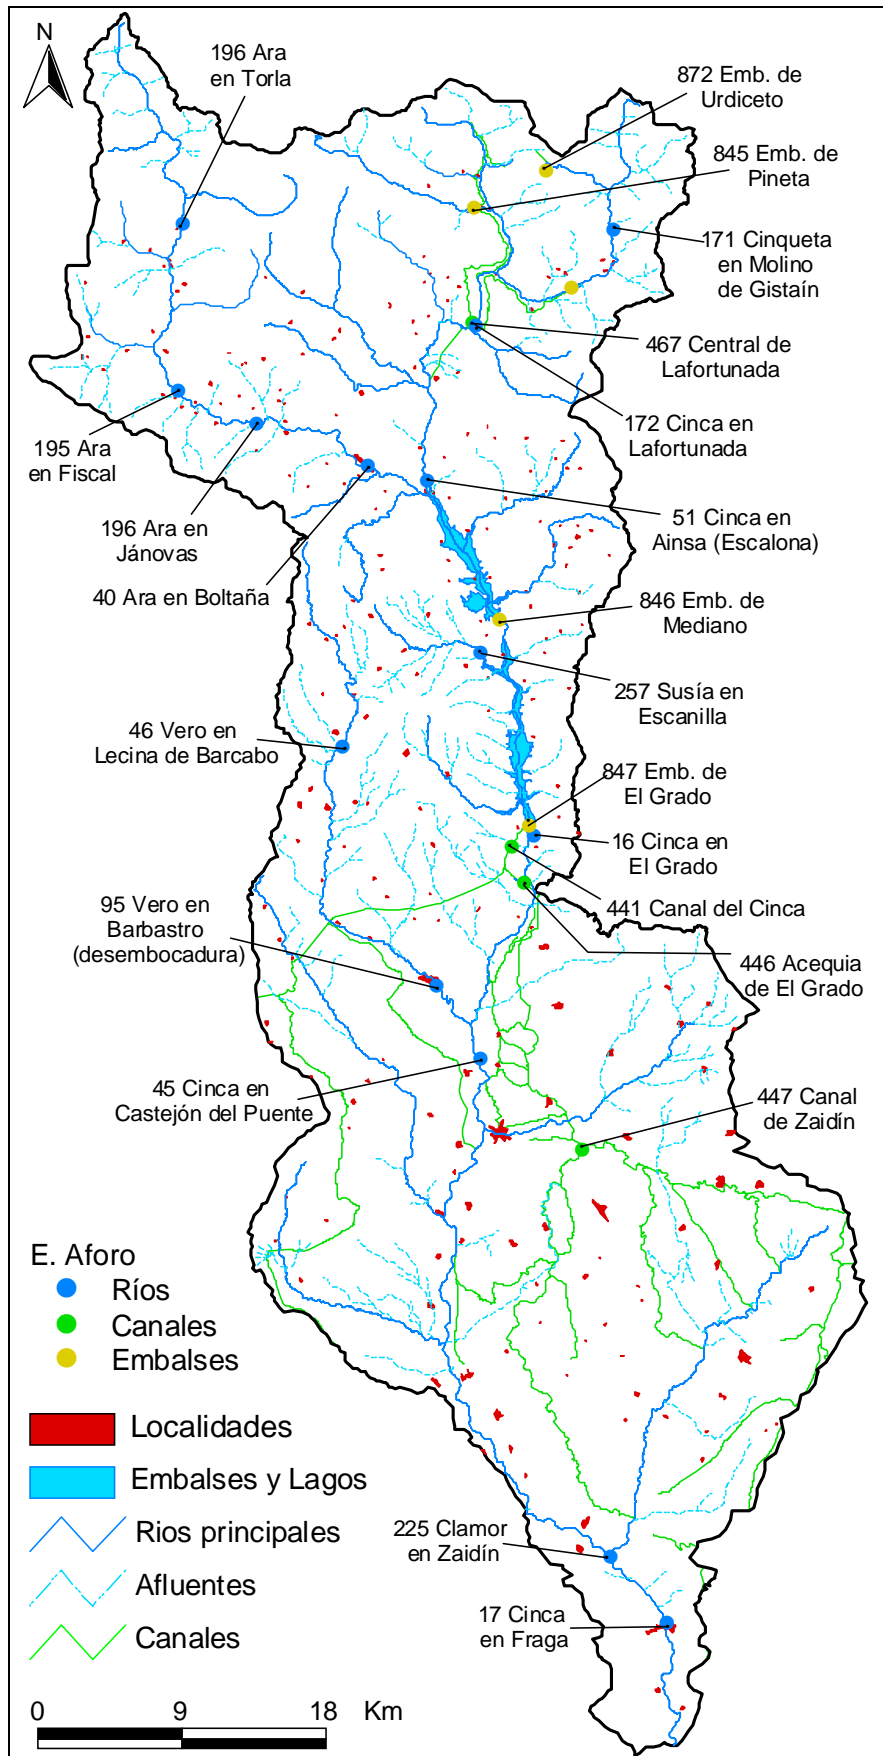 N
196 Ara
en Torla
872 Emb. de
Urdiceto
845 Emb. de
Pineta
171 Cinqueta
en Molino
de Gistaín
467 Central de
Lafortunada
172 Cinca en
Lafortunada
195 Ara
en Fiscal
196 Ara en
Jánovas
40 Ara en Boltaña
51 Cinca en
Ainsa (Escalona)
846 Emb. de
Mediano
257 Susía en
Escanilla
46 Vero en
Lecina de Barcabo
847 Emb. de
El Grado
16 Cinca en
El Grado
441 Canal del Cinca
95 Vero en
Barbastro
(desembocadura)
446 Acequia
de El Grado
45 Cinca en
Castejón del Puente
447 Canal
de Zaidín
E. Aforo
Ríos
Canales
Embalses
Localidades
Embalses y Lagos
Rios principales
Afluentes
Canales
225 Clamor
en Zaidín
17 Cinca
en Fraga
0 9 18 Km